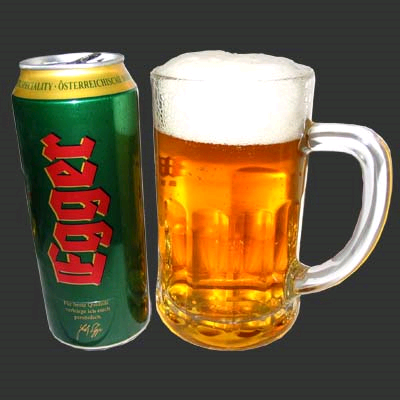 SPECIALITY · ÖSTERREICHISCHE
Egger
Für beste Qualität
verbürge ich mich
persönlich.